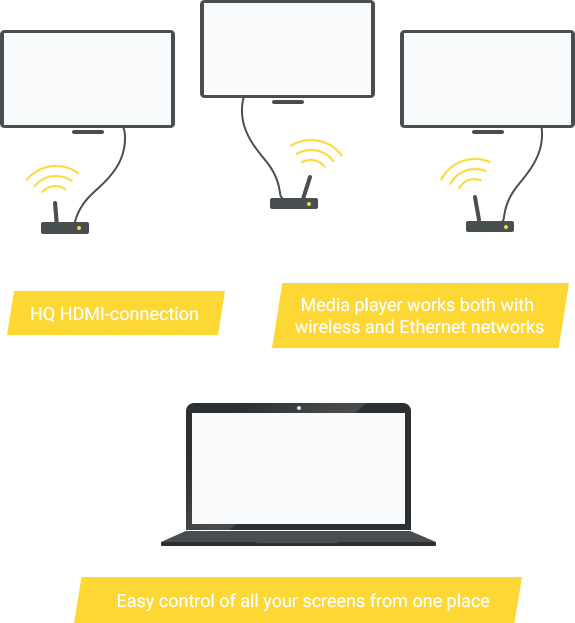 HQ HDMI-connection
Media player works both with
wireless and Ethernet networks
Easy control of all your screens from one place